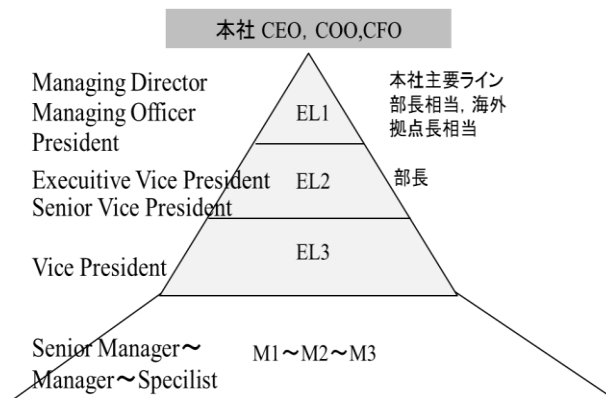 本社 CEO, COO,CFO
Managing Director
Managing Officer
President
EL1
本社主要ライン
部長相当, 海外
拠点長相当
Execuitive Vice President
Senior Vice President
EL2
部長
Vice President
EL3
Senior Manager～
Manager～Specilist
M1～M2～M3